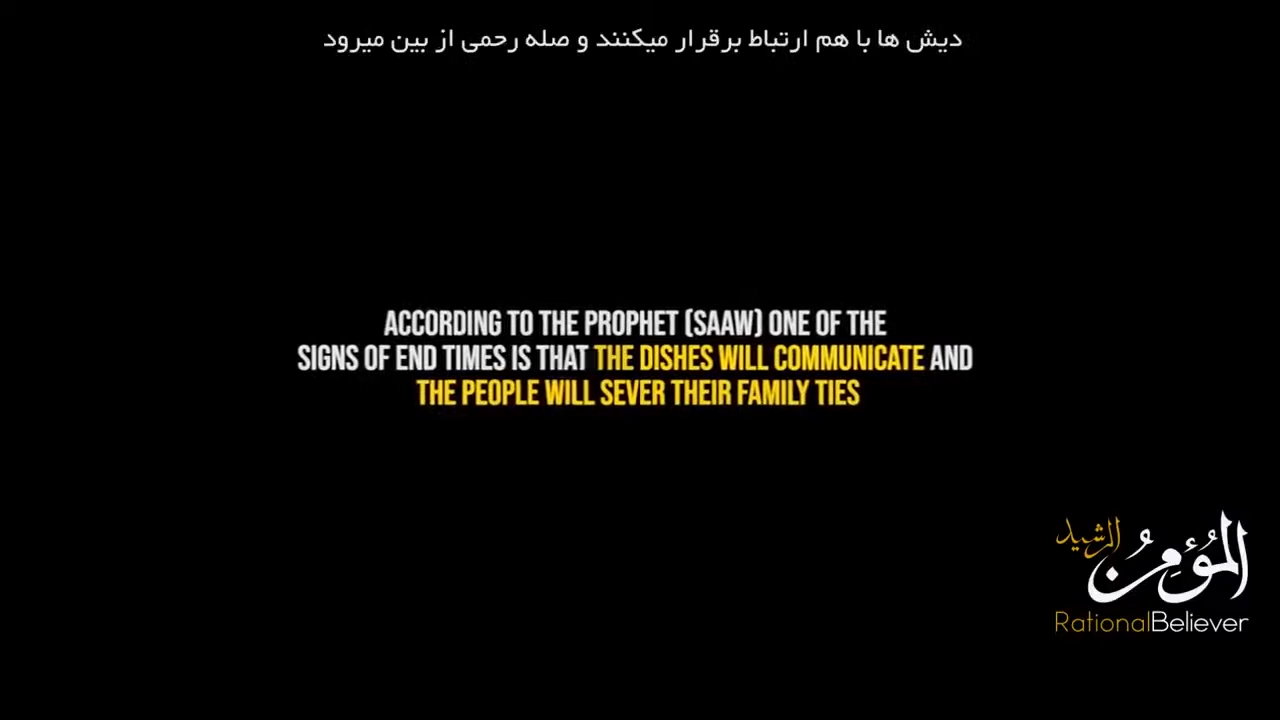 دیش ها با هم ارتباط برقرار میکنند و صله رحمی از بین میرود
ACCORDING TO THE PROPHET (SAAW) ONE OF THE
SIGNS OF END TIMES IS THAT THE DISHES WILL COMMUNICATE AND
THE PEOPLE WILL SEVER THEIR FAMILY TIES
المُؤمِنُ الرشيد
RationalBeliever